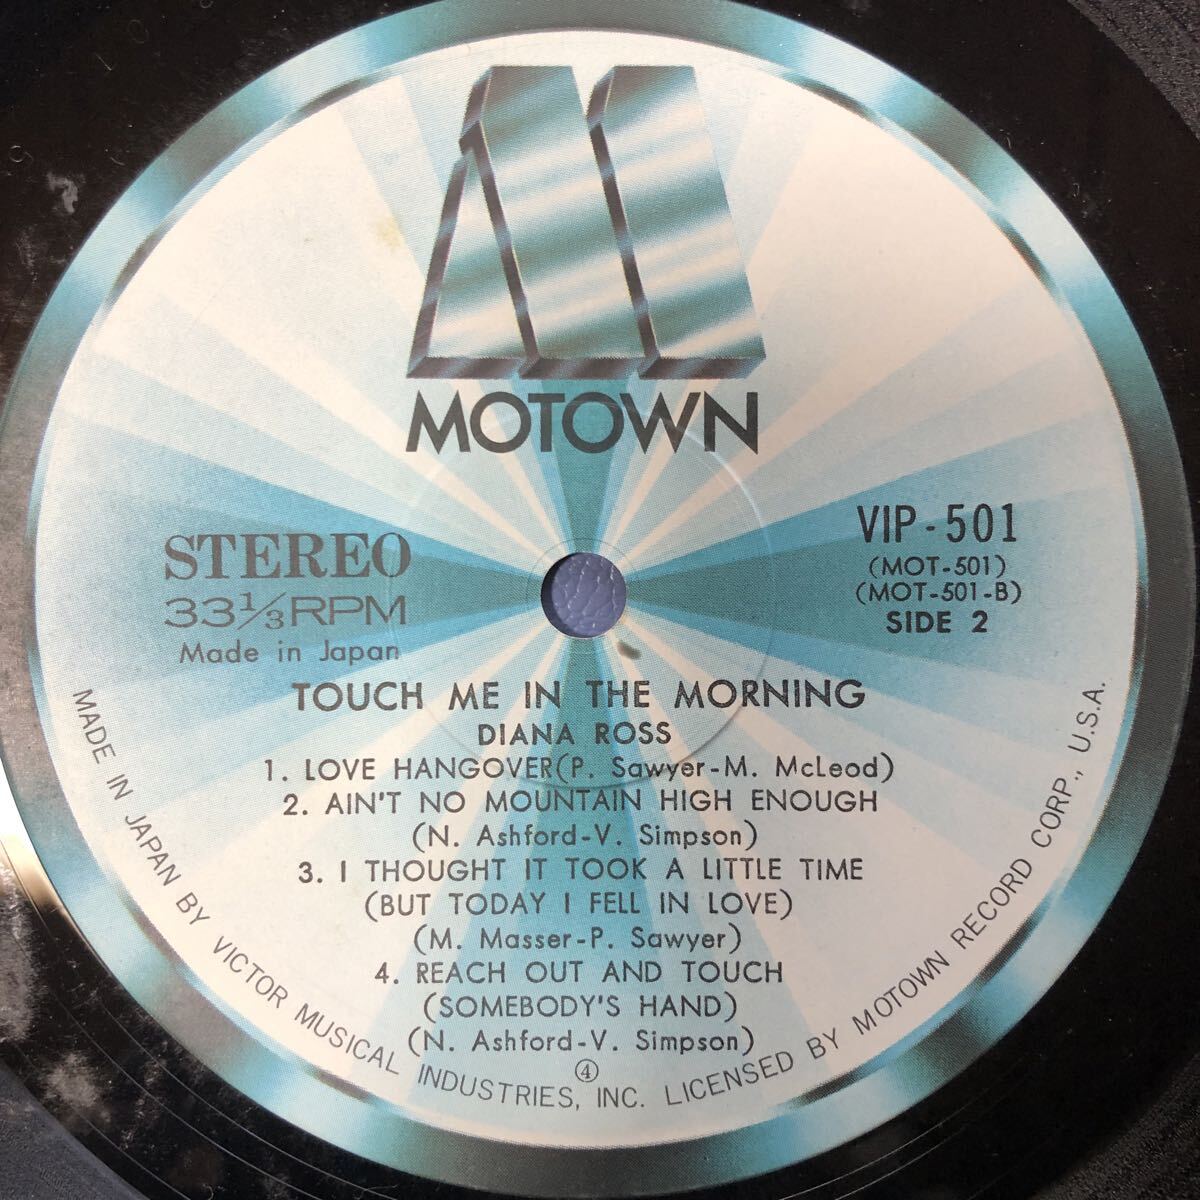 MOTOWN
STEREO
33⅓RPM
Made in Japan
VIP-501
(MOT-501)
(MOT-501-B)
SIDE 2
TOUCH ME IN THE MORNING
DIANA ROSS
1. LOVE HANGOVER(P. Sawyer-M. McLeod)
2. AIN'T NO MOUNTAIN HIGH ENOUGH
(N. Ashford-V. Simpson)
3. I THOUGHT IT TOOK A LITTLE TIME
(BUT TODAY I FELL IN LOVE)
(M. Masser-P. Sawyer)
4. REACH OUT AND TOUCH
(SOMEBODY'S HAND)
(N. Ashford-V. Simpson)
④
MADE IN JAPAN BY VICTOR MUSICAL INDUSTRIES, INC. LICENSED BY MOTOWN RECORD CORP., U.S.A.